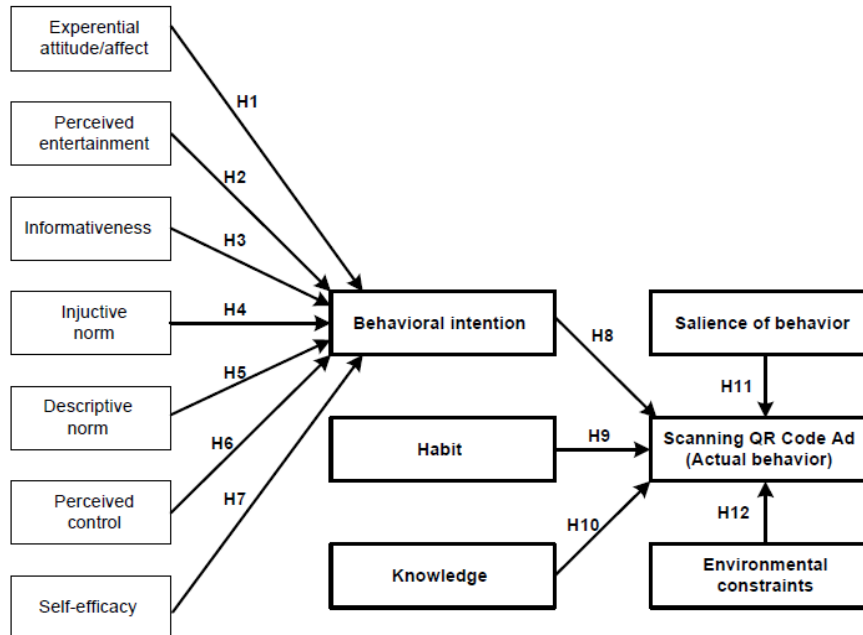 Experential
attitude/affect
H1
Perceived
entertainment
H2
Informativeness
H3
Injuctive
norm
H4
Behavioral intention
Salience of behavior
H8
Descriptive
norm
H5
H11
Habit
H9
Scanning QR Code Ad
(Actual behavior)
Perceived
control
H6
H7
H10
H12
Knowledge
Environmental
constraints
Self-efficacy